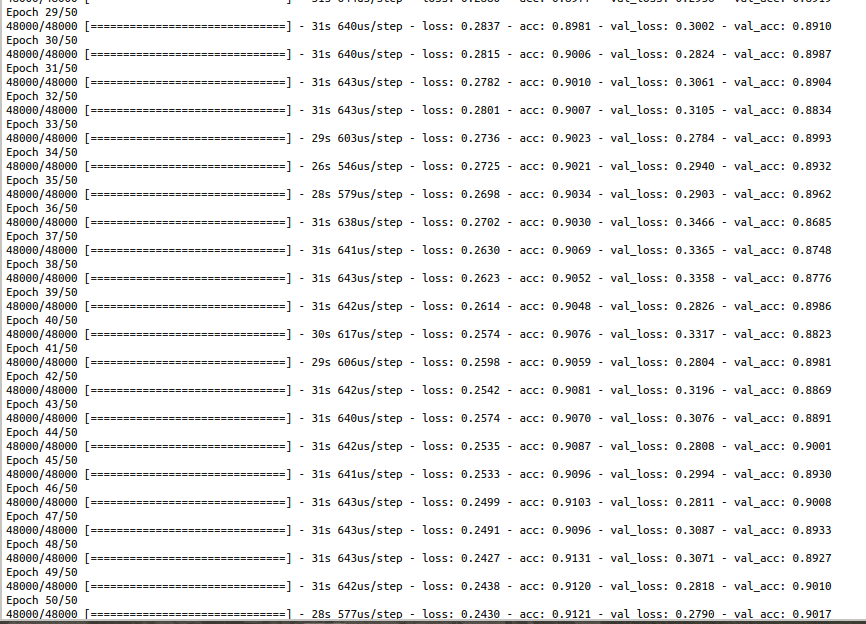 Epoch 29/50
48000/48000 [==============================] - 31s 640us/step - loss: 0.2837 - acc: 0.8981 - val_loss: 0.3002 - val_acc: 0.8910
Epoch 30/50
48000/48000 [==============================] - 31s 640us/step - loss: 0.2815 - acc: 0.9006 - val_loss: 0.2824 - val_acc: 0.8987
Epoch 31/50
48000/48000 [==============================] - 31s 643us/step - loss: 0.2782 - acc: 0.9010 - val_loss: 0.3061 - val_acc: 0.8904
Epoch 32/50
48000/48000 [==============================] - 31s 643us/step - loss: 0.2801 - acc: 0.9007 - val_loss: 0.3105 - val_acc: 0.8834
Epoch 33/50
48000/48000 [==============================] - 29s 603us/step - loss: 0.2736 - acc: 0.9023 - val_loss: 0.2784 - val_acc: 0.8993
Epoch 34/50
48000/48000 [==============================] - 26s 546us/step - loss: 0.2725 - acc: 0.9021 - val_loss: 0.2940 - val_acc: 0.8932
Epoch 35/50
48000/48000 [==============================] - 28s 579us/step - loss: 0.2698 - acc: 0.9034 - val_loss: 0.2903 - val_acc: 0.8962
Epoch 36/50
48000/48000 [==============================] - 31s 638us/step - loss: 0.2702 - acc: 0.9030 - val_loss: 0.3466 - val_acc: 0.8685
Epoch 37/50
48000/48000 [==============================] - 31s 641us/step - loss: 0.2630 - acc: 0.9069 - val_loss: 0.3365 - val_acc: 0.8748
Epoch 38/50
48000/48000 [==============================] - 31s 643us/step - loss: 0.2623 - acc: 0.9052 - val_loss: 0.3358 - val_acc: 0.8776
Epoch 39/50
48000/48000 [==============================] - 31s 642us/step - loss: 0.2614 - acc: 0.9048 - val_loss: 0.2826 - val_acc: 0.8986
Epoch 40/50
48000/48000 [==============================] - 30s 617us/step - loss: 0.2574 - acc: 0.9076 - val_loss: 0.3317 - val_acc: 0.8823
Epoch 41/50
48000/48000 [==============================] - 29s 606us/step - loss: 0.2598 - acc: 0.9059 - val_loss: 0.2804 - val_acc: 0.8981
Epoch 42/50
48000/48000 [==============================] - 31s 642us/step - loss: 0.2542 - acc: 0.9081 - val_loss: 0.3196 - val_acc: 0.8869
Epoch 43/50
48000/48000 [==============================] - 31s 640us/step - loss: 0.2574 - acc: 0.9070 - val_loss: 0.3076 - val_acc: 0.8891
Epoch 44/50
48000/48000 [==============================] - 31s 642us/step - loss: 0.2535 - acc: 0.9087 - val_loss: 0.2808 - val_acc: 0.9001
Epoch 45/50
48000/48000 [==============================] - 31s 641us/step - loss: 0.2533 - acc: 0.9096 - val_loss: 0.2994 - val_acc: 0.8930
Epoch 46/50
48000/48000 [==============================] - 31s 643us/step - loss: 0.2499 - acc: 0.9103 - val_loss: 0.2811 - val_acc: 0.9008
Epoch 47/50
48000/48000 [==============================] - 31s 643us/step - loss: 0.2491 - acc: 0.9096 - val_loss: 0.3087 - val_acc: 0.8933
Epoch 48/50
48000/48000 [==============================] - 31s 643us/step - loss: 0.2427 - acc: 0.9131 - val_loss: 0.3071 - val_acc: 0.8927
Epoch 49/50
48000/48000 [==============================] - 31s 642us/step - loss: 0.2438 - acc: 0.9120 - val_loss: 0.2818 - val_acc: 0.9010
Epoch 50/50
48000/48000 [==============================] - 28s 577us/step - loss: 0.2430 - acc: 0.9121 - val_loss: 0.2790 - val_acc: 0.9017